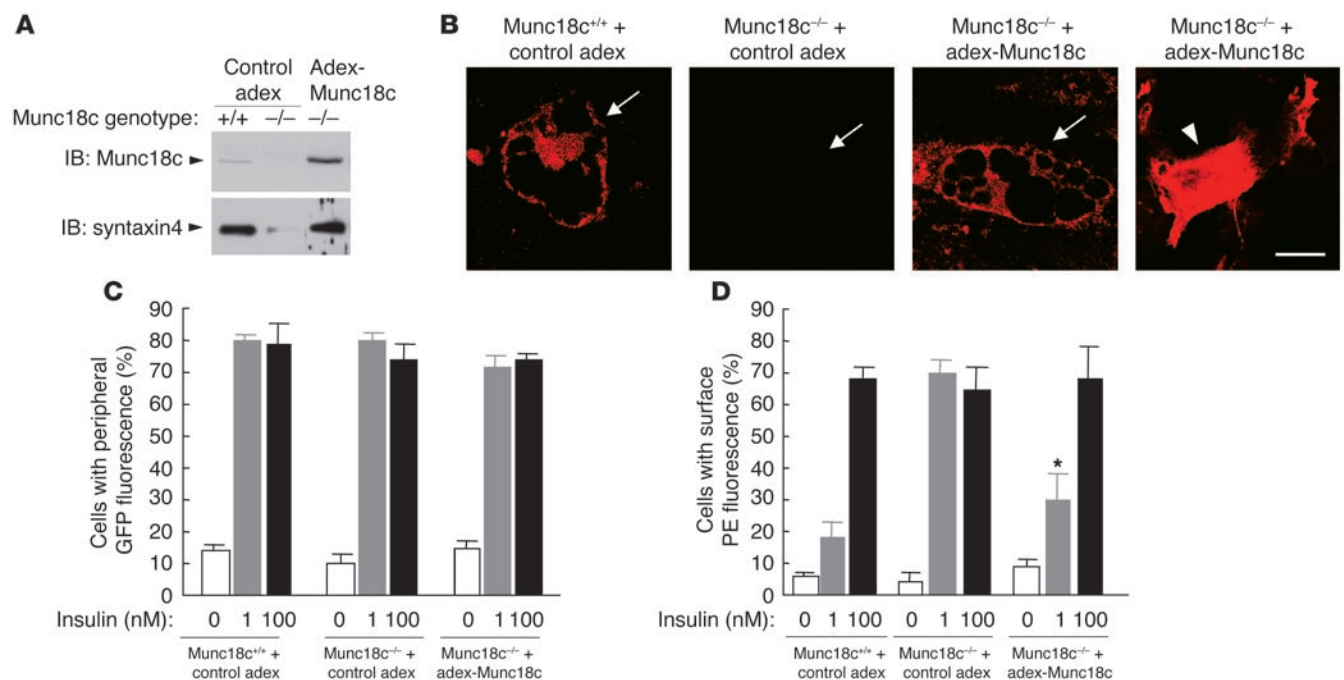 A
Control
adex
Adex-
Munc18c
Munc18c genotype:
+/+
–/–
–/–
IB: Munc18c
IB: syntaxin4
B
Munc18c+/+ +
control adex
Munc18c–/– +
control adex
Munc18c–/– +
adex-Munc18c
Munc18c–/– +
adex-Munc18c
C
Cells with peripheral
GFP fluorescence (%)
90
80
70
60
50
40
30
20
10
0
Insulin (nM):
0 1 100
0 1 100
0 1 100
Munc18c+/+ +
control adex
Munc18c–/– +
control adex
Munc18c–/– +
adex-Munc18c
D
Cells with surface
PE fluorescence (%)
90
80
70
60
50
40
30
20
10
0
*
Insulin (nM):
0 1 100
0 1 100
0 1 100
Munc18c+/+ +
control adex
Munc18c–/– +
control adex
Munc18c–/– +
adex-Munc18c